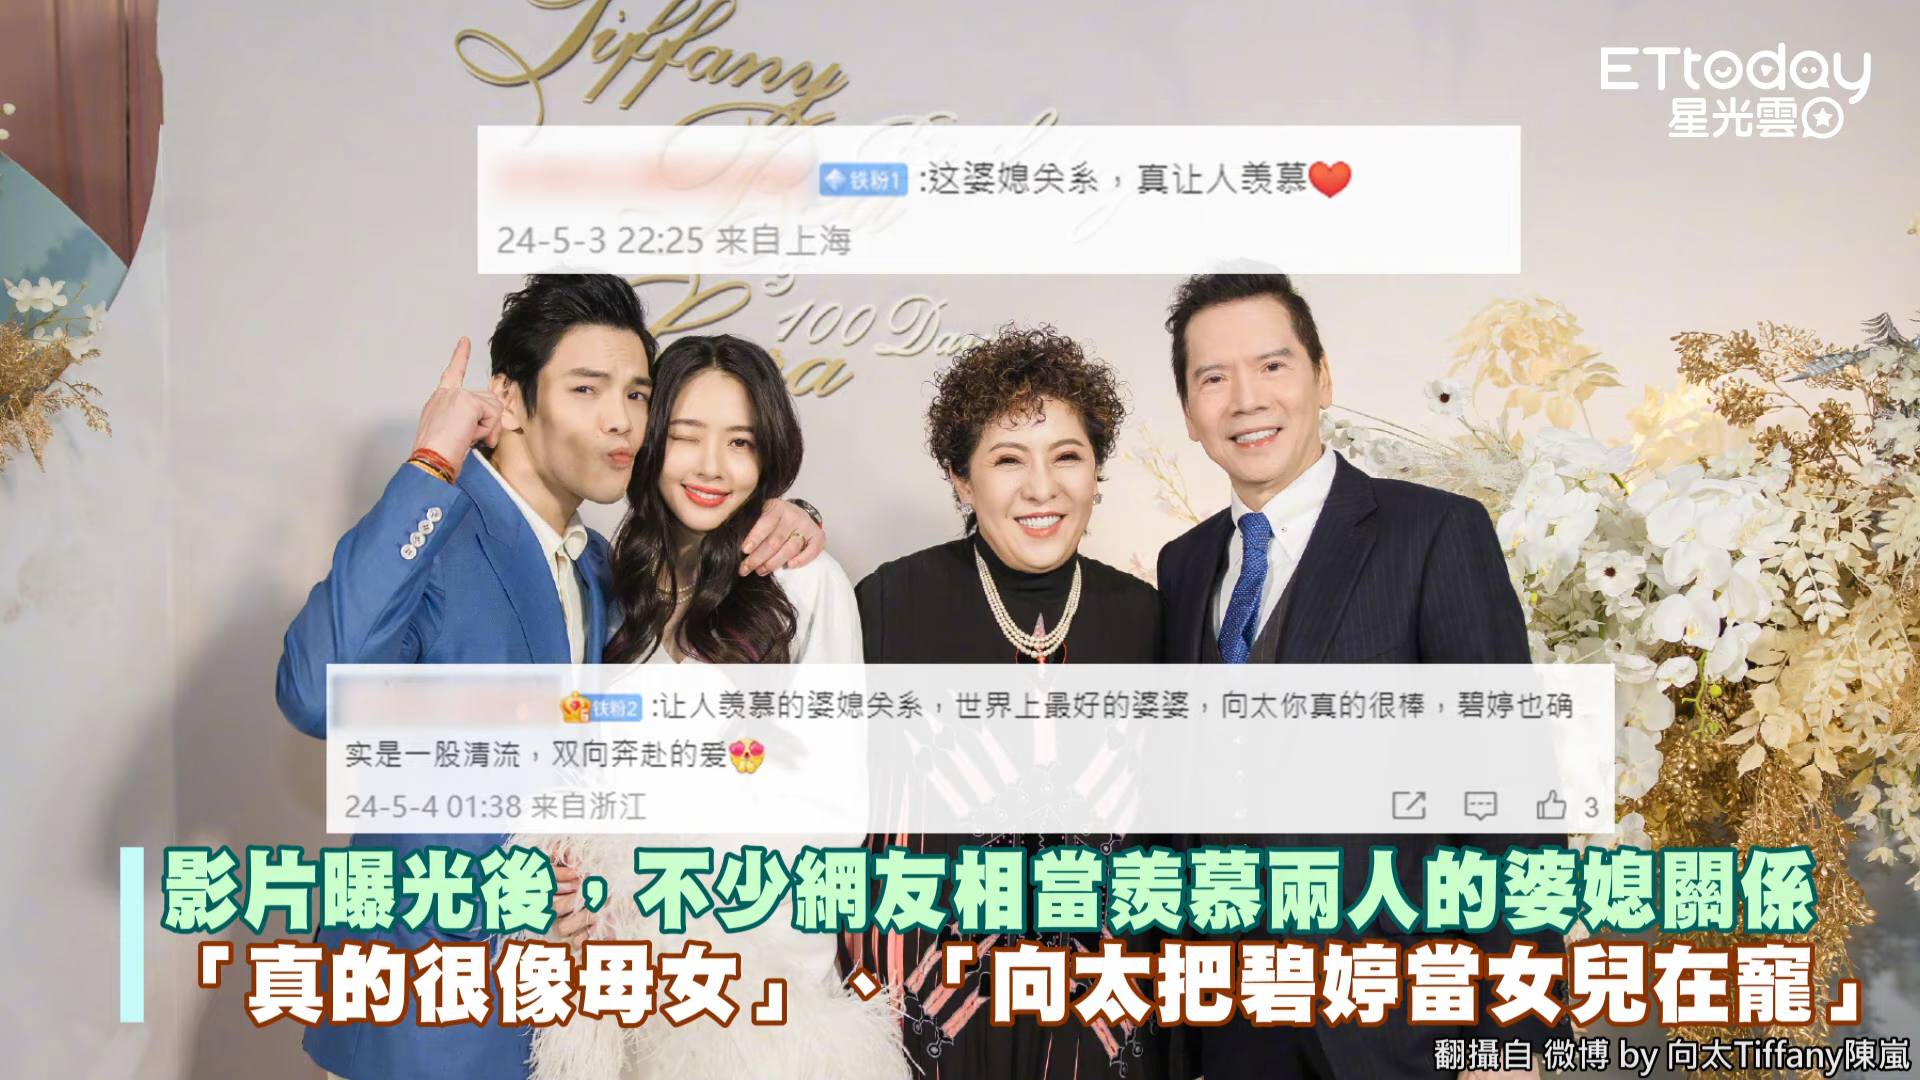 Tiffany
ETtoday
星光雲
铁粉1 :这婆媳关系，真让人羡慕❤
24-5-3 22:25 来自上海
100 Da
铁粉2 :让人羡慕的婆媳关系，世界上最好的婆婆，向太你真的很棒，碧婷也确
实是一股清流，双向奔赴的爱😍
24-5-4 01:38 来自浙江
3
影片曝光後，不少網友相當羨慕兩人的婆媳關係
「真的很像母女」、「向太把碧婷當女兒在寵」
翻攝自 微博 by 向太Tiffany陳嵐